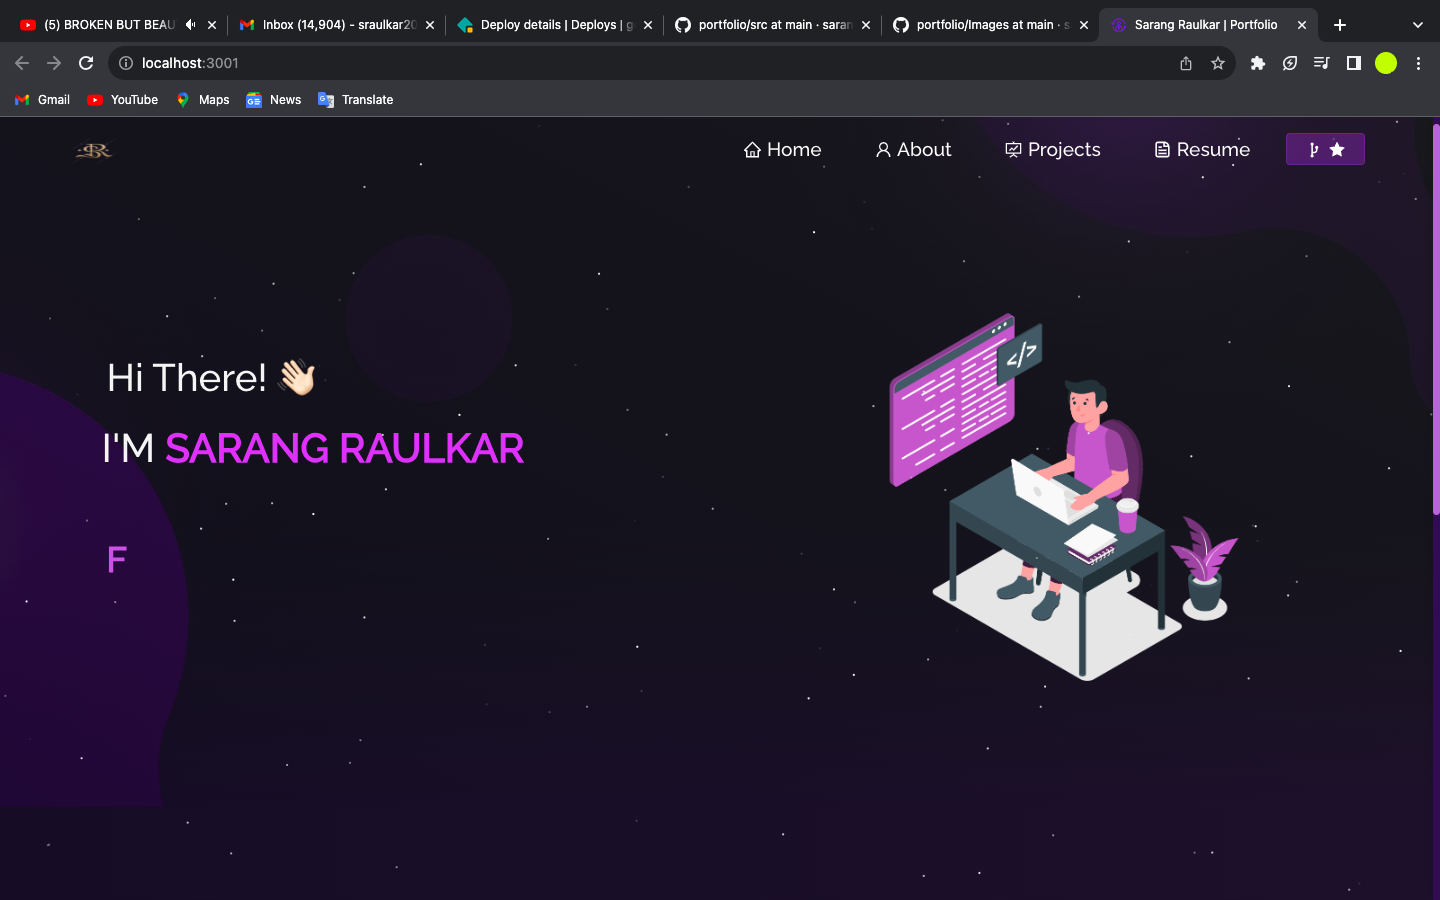 (5) BROKEN BUT BEAU
Inbox (14,904) - sraulkar20
Deploy details | Deploys | g
portfolio/src at main · saran
portfolio/Images at main · s
Sarang Raulkar | Portfolio
localhost:3001
Gmail
YouTube
Maps
News
Translate
SR
Home
About
Projects
Resume
Hi There!
I'M SARANG RAULKAR
F
</>